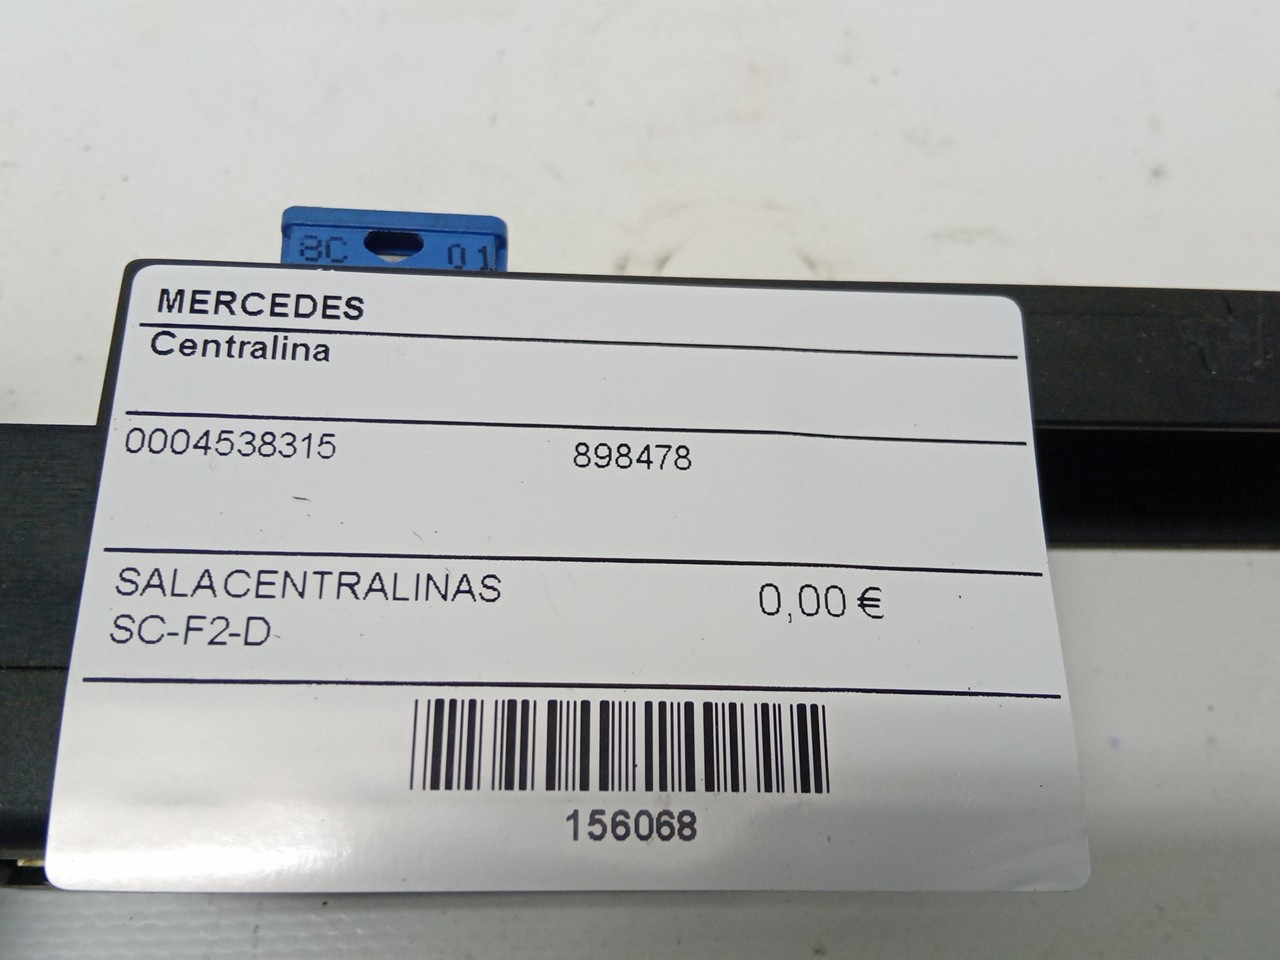 8C 01
MERCEDES
Centralina
0004538315 898478
SALACENTRALINAS 0,00 €
SC-F2-D
156068